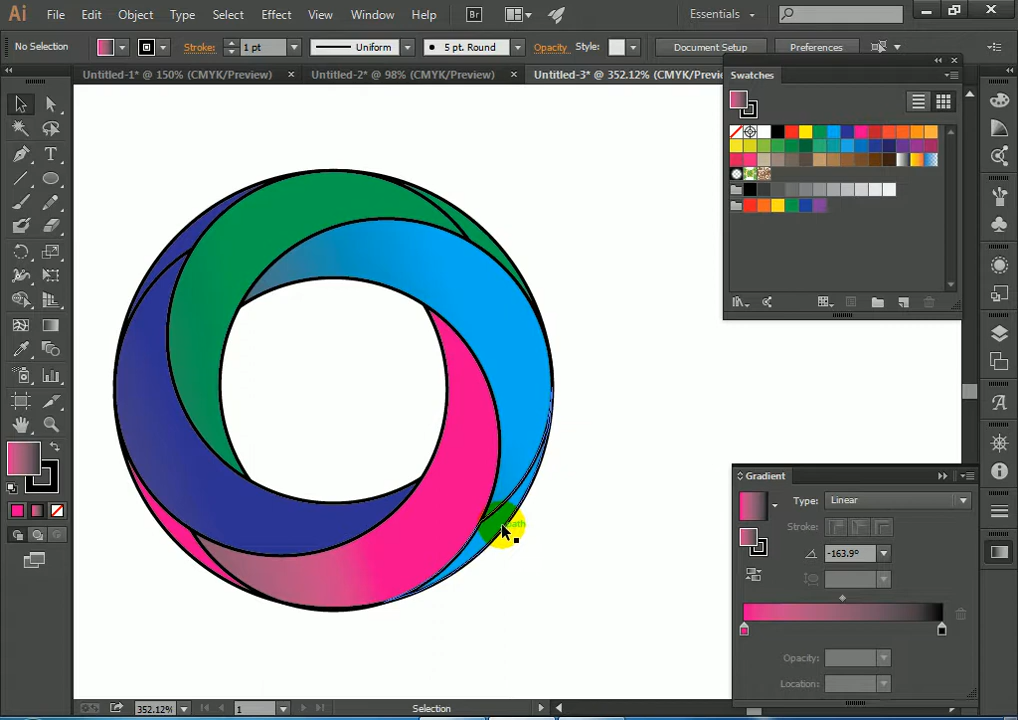 Ai File Edit Object Type Select Effect View Window Help Br Essentials
No Selection Stroke: 1 pt Uniform 5 pt. Round Opacity Style: Document Setup Preferences
Untitled-1* @ 150% (CMYK/Preview) Untitled-2* @ 98% (CMYK/Preview) Untitled-3* @ 352.12% (CMYK/Preview
Swatches
path
Gradient
Type: Linear
Stroke:
-163.9°
Opacity:
Location:
352.12% 1 Selection